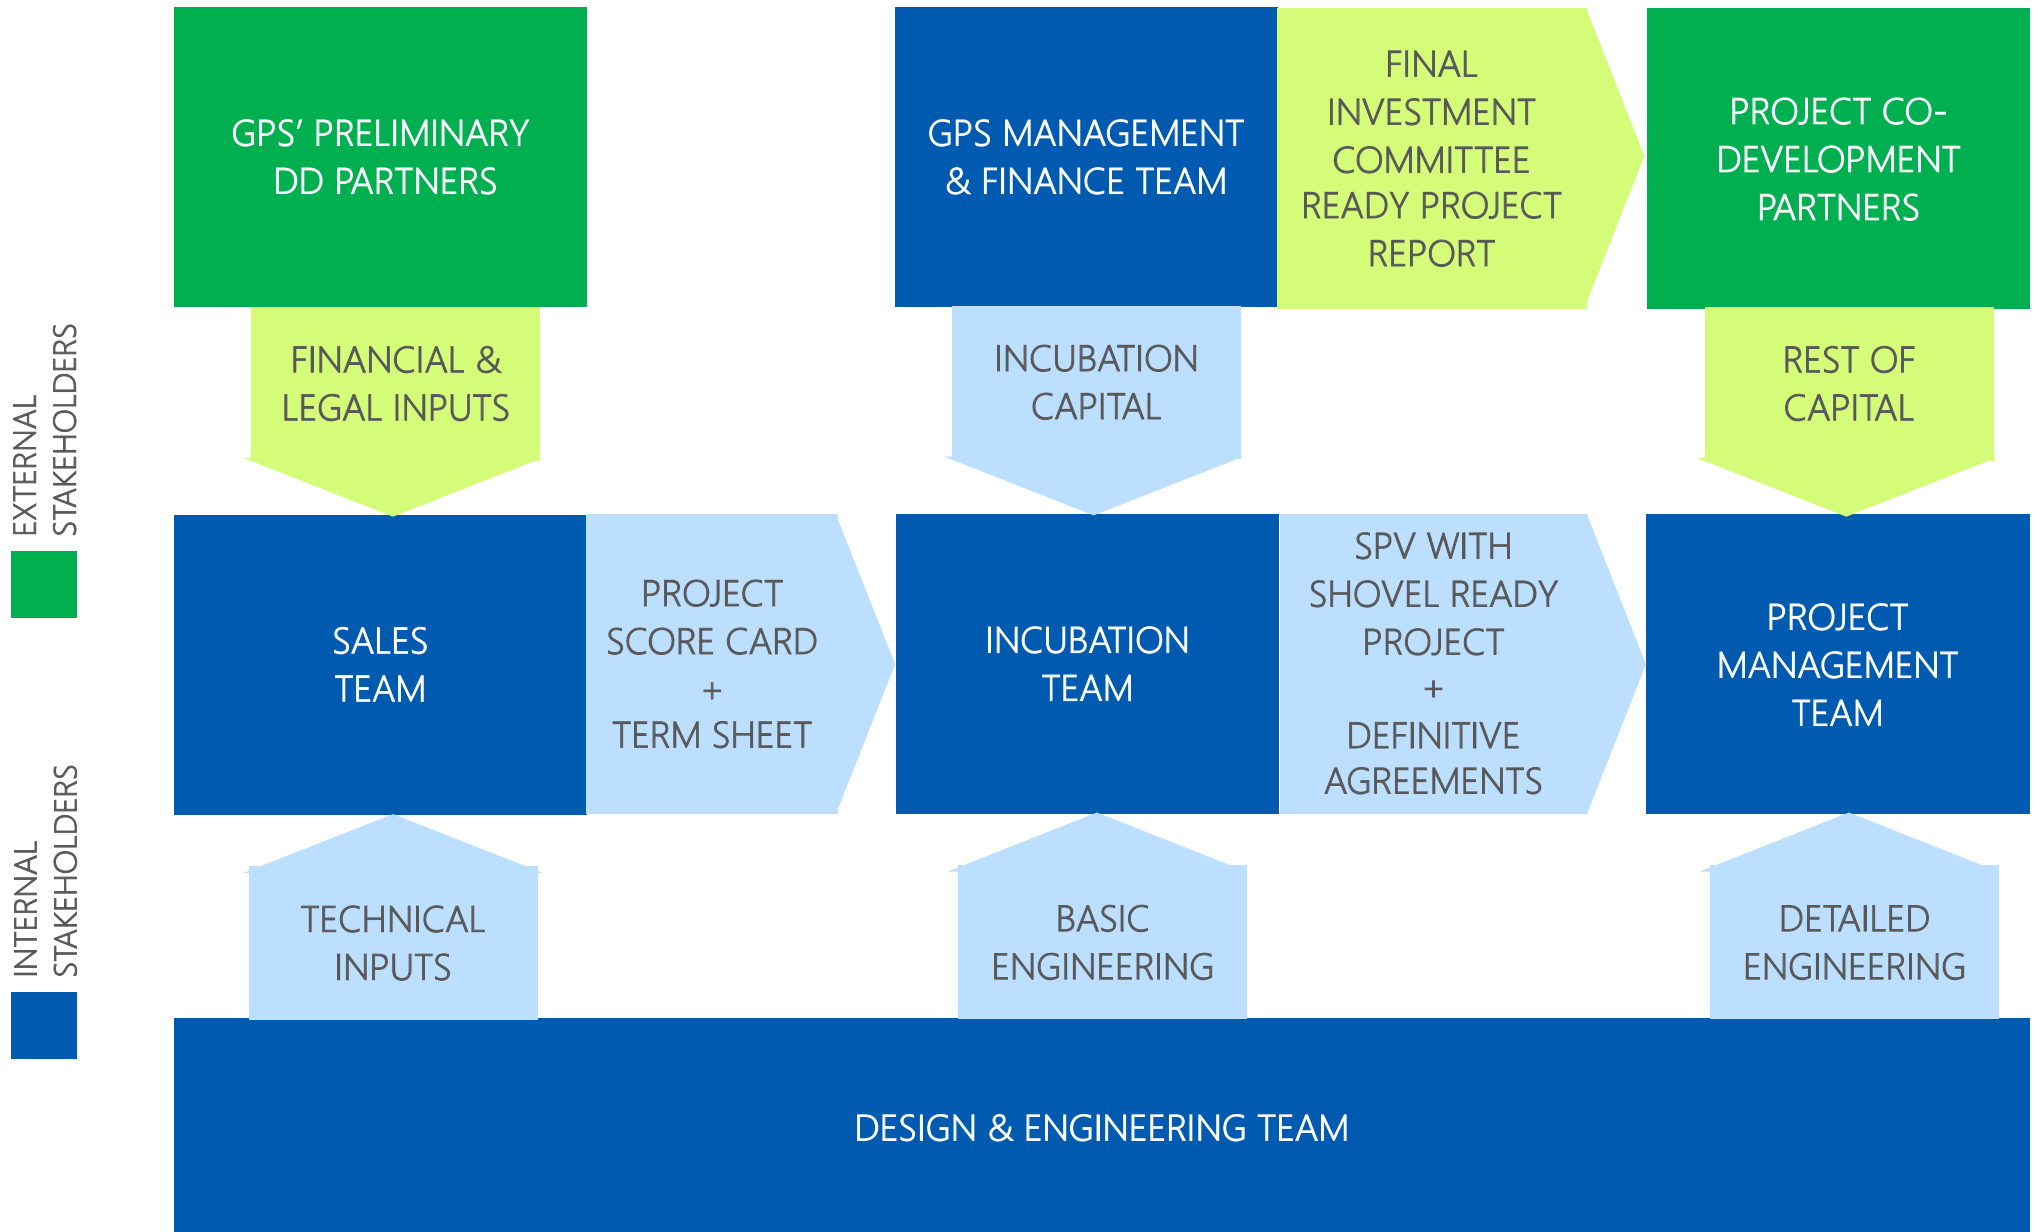 GPS’ PRELIMINARY
DD PARTNERS
GPS MANAGEMENT
& FINANCE TEAM
FINAL
INVESTMENT
COMMITTEE
READY PROJECT
REPORT
PROJECT CO-
DEVELOPMENT
PARTNERS
FINANCIAL &
LEGAL INPUTS
INCUBATION
CAPITAL
REST OF
CAPITAL
EXTERNAL
STAKEHOLDERS
SALES
TEAM
PROJECT
SCORE CARD
+
TERM SHEET
INCUBATION
TEAM
SPV WITH
SHOVEL READY
PROJECT
+
DEFINITIVE
AGREEMENTS
PROJECT
MANAGEMENT
TEAM
INTERNAL
STAKEHOLDERS
TECHNICAL
INPUTS
BASIC
ENGINEERING
DETAILED
ENGINEERING
DESIGN & ENGINEERING TEAM